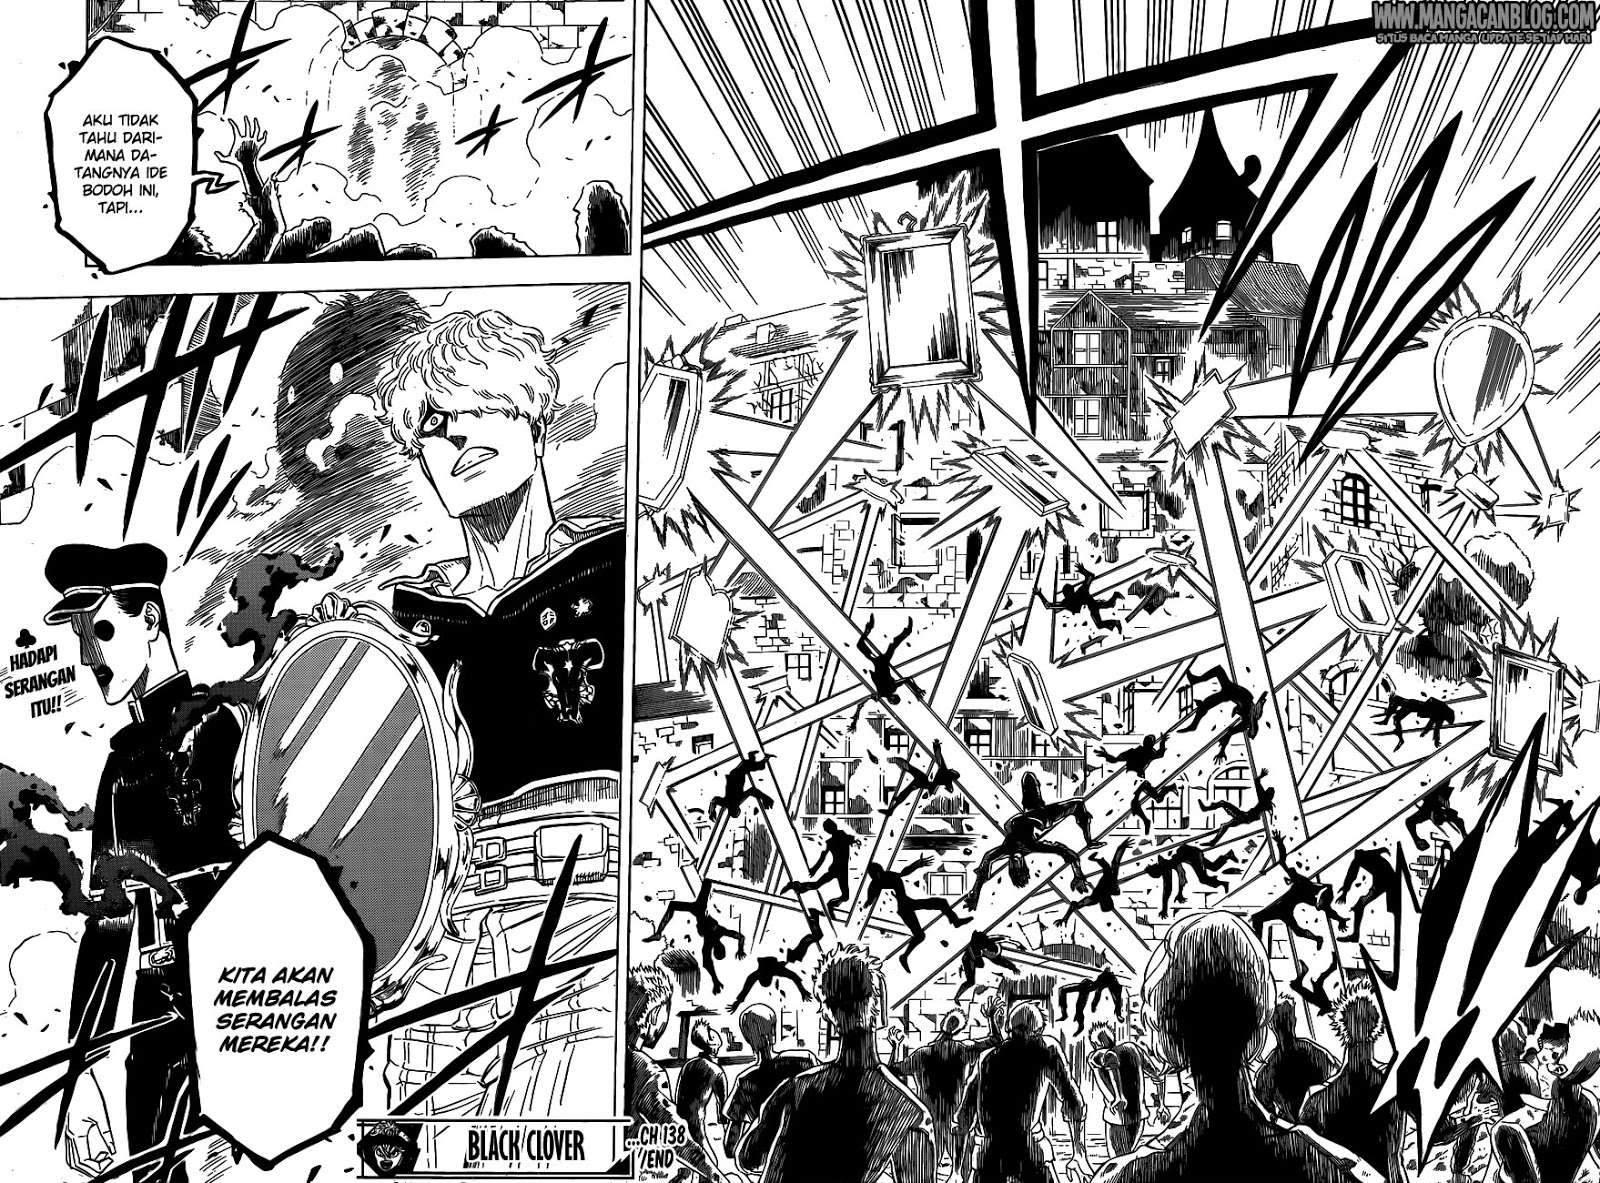 WWW.MANGACANBLOG.COM
SITUS BACA MANGA UPDATE SETIAP HARI
AKU TIDAK
TAHU DARI-
MANA DA-
TANGNYA IDE
BODOH INI,
TAPI...
HADAPI
SERANGAN
ITU!!
KITA AKAN
MEMBALAS
SERANGAN
MEREKA!!
BLACK CLOVER
...CH 138
/END